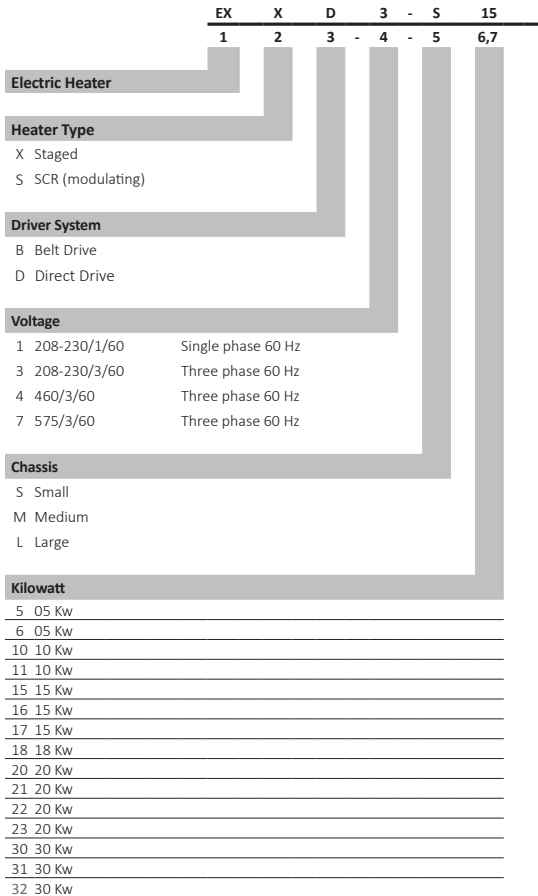 EX X D 3 - S 15
1 2 3 - 4 - 5 6,7
Electric Heater
Heater Type
X Staged
S SCR (modulating)
Driver System
B Belt Drive
D Direct Drive
Voltage
1 208-230/1/60 Single phase 60 Hz
3 208-230/3/60 Three phase 60 Hz
4 460/3/60 Three phase 60 Hz
7 575/3/60 Three phase 60 Hz
Chassis
S Small
M Medium
L Large
Kilowatt
5 05 Kw
6 05 Kw
10 10 Kw
11 10 Kw
15 15 Kw
16 15 Kw
17 15 Kw
18 18 Kw
20 20 Kw
21 20 Kw
22 20 Kw
23 20 Kw
30 30 Kw
31 30 Kw
32 30 Kw